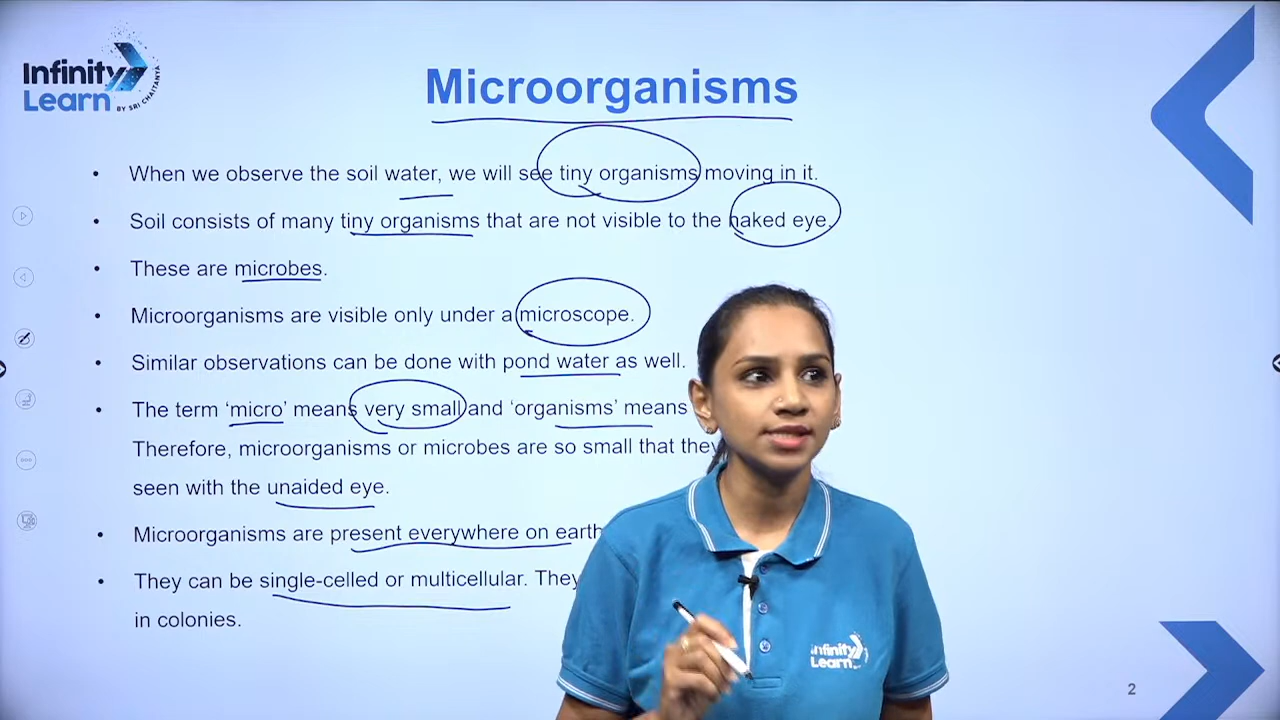 Infinity
Learn
BY SRI CHAITANYA
Microorganisms
• When we observe the soil water, we will see tiny organisms moving in it.
• Soil consists of many tiny organisms that are not visible to the naked eye.
• These are microbes.
• Microorganisms are visible only under a microscope.
• Similar observations can be done with pond water as well.
• The term ‘micro’ means very small and ‘organisms’ means
Therefore, microorganisms or microbes are so small that they
seen with the unaided eye.
• Microorganisms are present everywhere on earth
• They can be single-celled or multicellular. They
in colonies.
Infinity
Learn
2